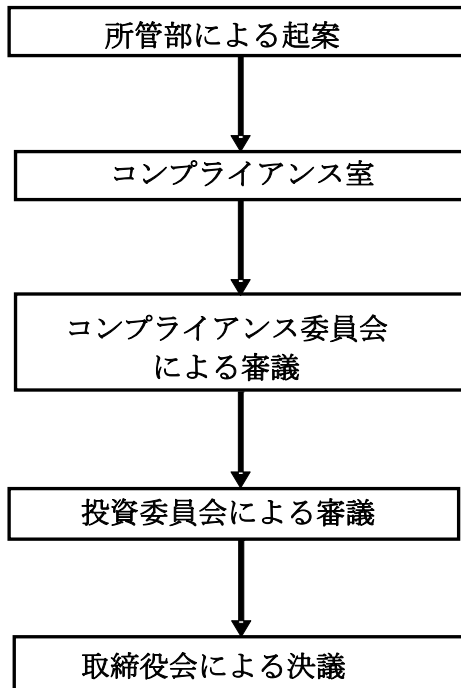 所管部による起案
コンプライアンス室
コンプライアンス委員会
による審議
投資委員会による審議
取締役会による決議